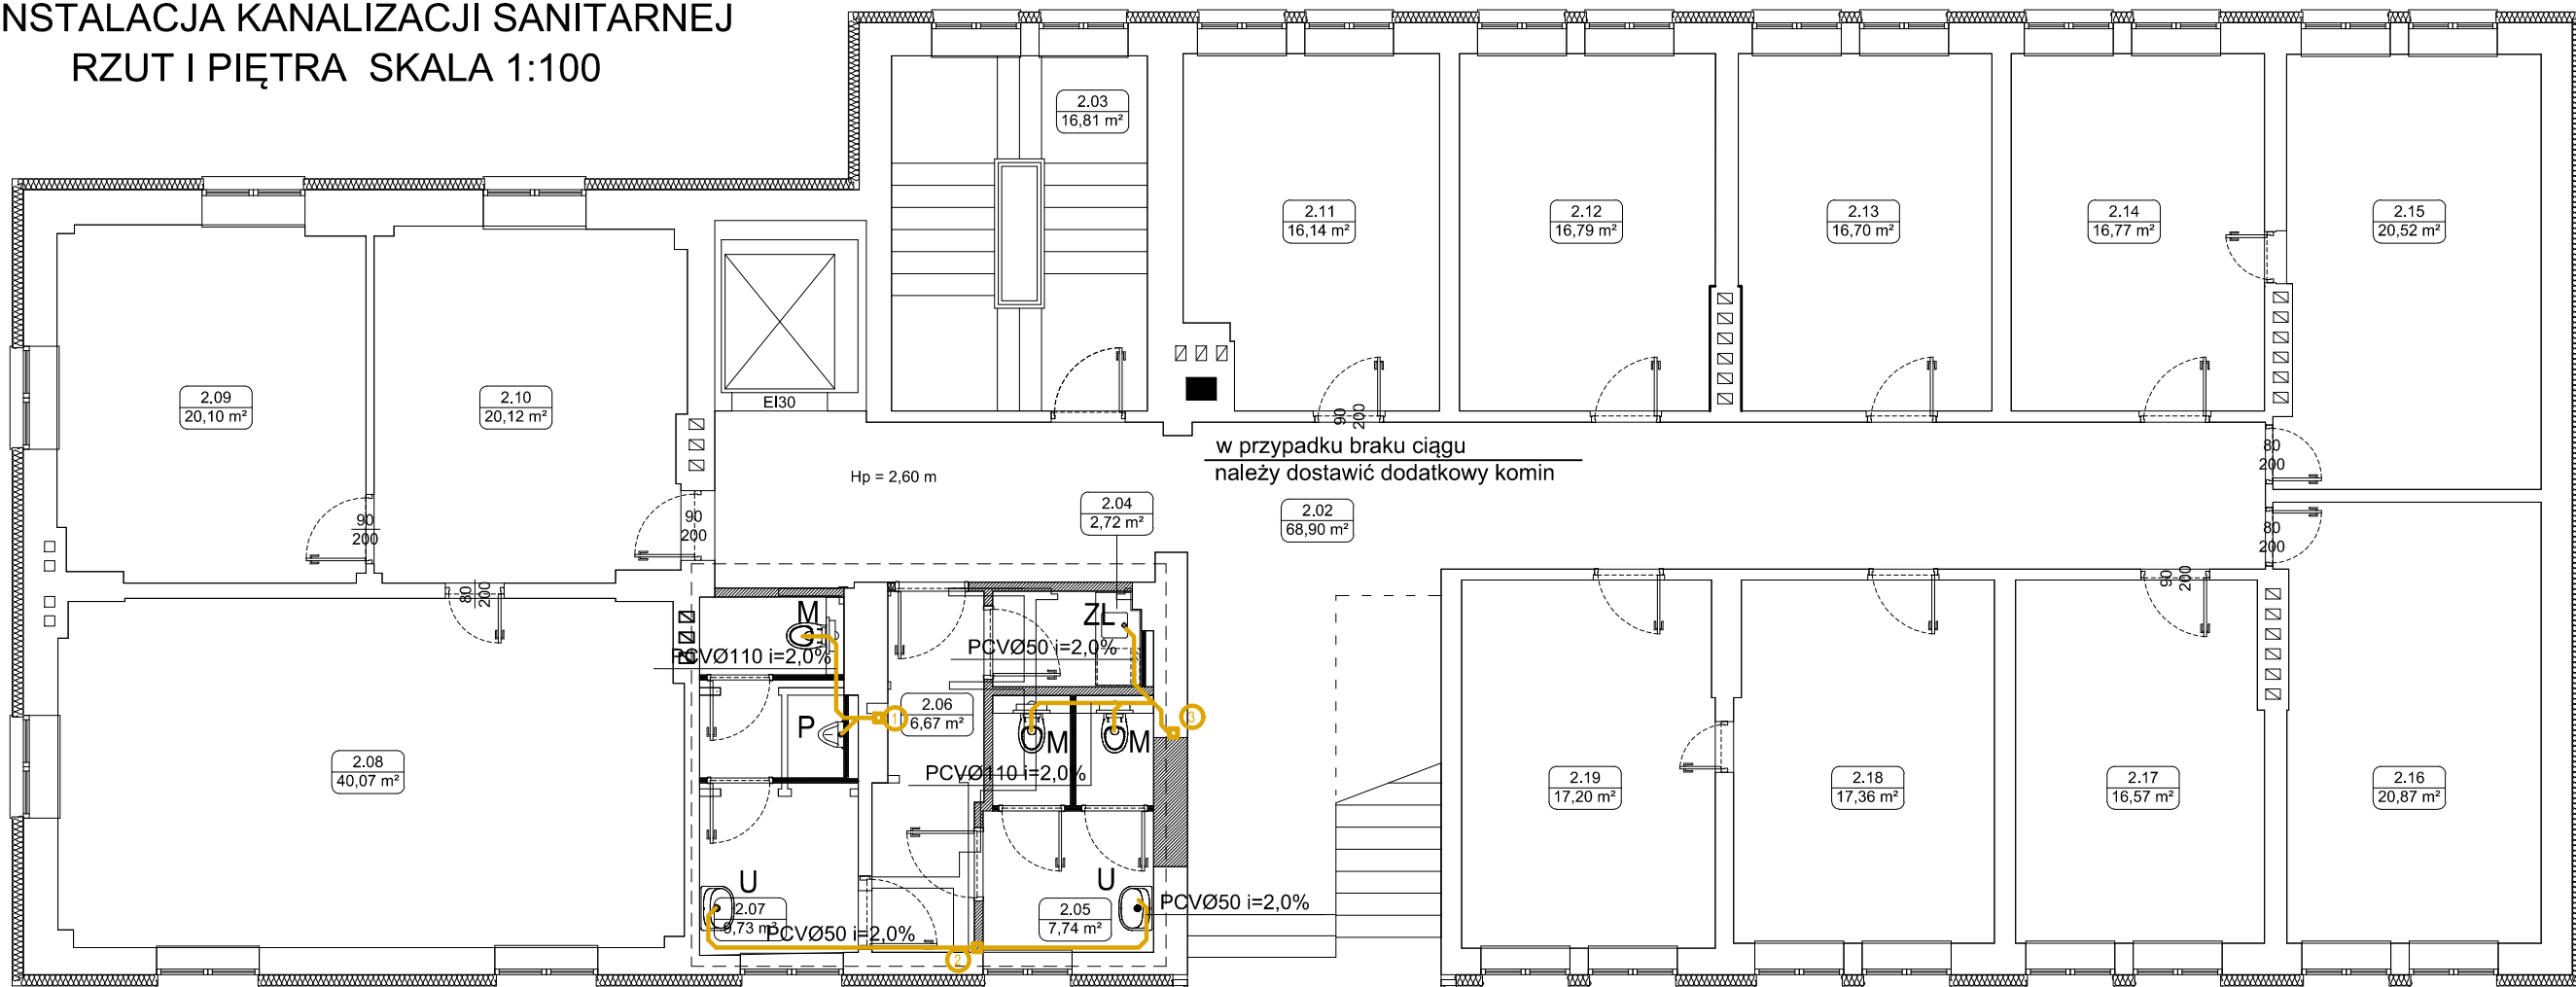 NSTALACJA KANALIZACJI SANITARNEJ
RZUT I PIĘTRA SKALA 1:100
2.03
16,81 m²
2.11
16,14 m²
2.12
16,79 m²
2.13
16,70 m²
2.14
16,77 m²
2.15
20,52 m²
2.09
20,10 m²
2.10
20,12 m²
EI30
90
200
w przypadku braku ciągu
należy dostawić dodatkowy komin
Hp = 2,60 m
2.04
2,72 m²
2.02
68,90 m²
80
200
80
200
90
200
90
200
80
200
90
200
M
ZL
PCVØ110 i=2,0%
PCVØ50 i=2,0%
2.06
6,67 m²
P
1
3
M
M
PCVØ110 i=2,0%
2.08
40,07 m²
2.19
17,20 m²
2.18
17,36 m²
2.17
16,57 m²
2.16
20,87 m²
U
U
2.07
,73 m²
2.05
7,74 m²
PCVØ50 i=2,0%
PCVØ50 i=2,0%
2